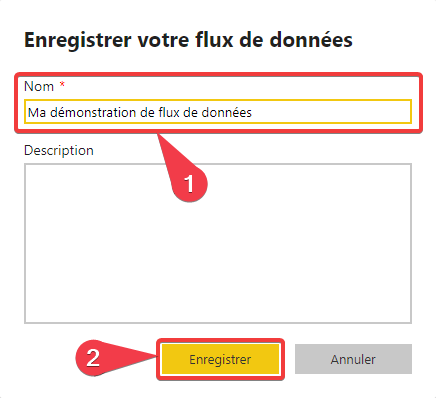 Enregistrer votre flux de données
Nom *
Ma démonstration de flux de données
1
Description
2
Enregistrer
Annuler